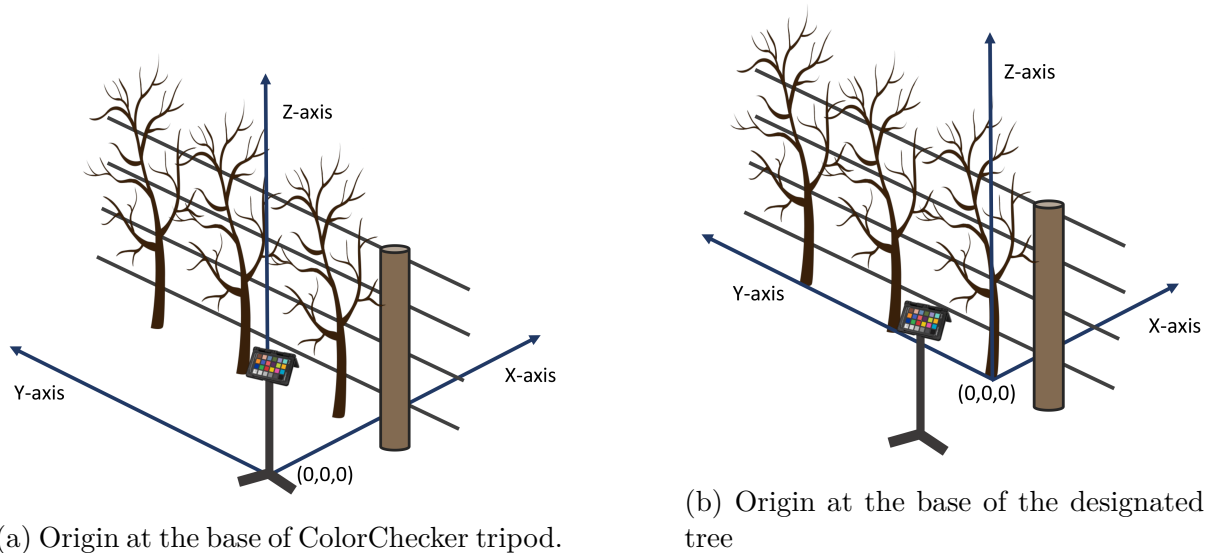 Z-axis
Y-axis
X-axis
(0,0,0)
(a) Origin at the base of ColorChecker tripod.
Z-axis
Y-axis
X-axis
(0,0,0)
(b) Origin at the base of the designated
tree